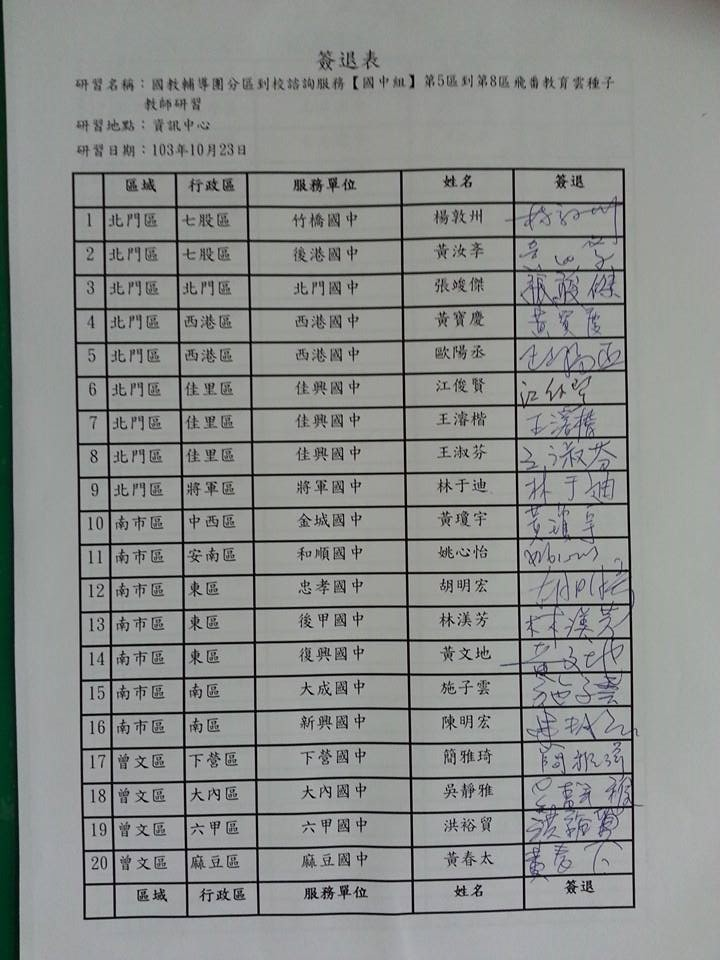 簽退表
研習名稱：國教輔導團分區到校諮詢服務【國中組】第5區到第8區飛番教育雲種子
教師研習
研習地點：資訊中心
研習日期：103年10月23日
區域 行政區 服務單位 姓名 簽退
1 北門區 七股區 竹橋國中 楊敦州
2 北門區 七股區 後港國中 黃汝葶
3 北門區 北門區 北門國中 張竣傑 張竣傑
4 北門區 西港區 西港國中 黃寶慶 黃寶慶
5 北門區 西港區 西港國中 歐陽丞
6 北門區 佳里區 佳興國中 江俊賢 江俊賢
7 北門區 佳里區 佳興國中 王濬楷 王濬楷
8 北門區 佳里區 佳興國中 王淑芬 王淑芬
9 北門區 將軍區 將軍國中 林于迪 林于迪
10 南市區 中西區 金城國中 黃瓊宇 黃瓊宇
11 南市區 安南區 和順國中 姚心怡
12 南市區 東區 忠孝國中 胡明宏
13 南市區 東區 後甲國中 林漢芳 林漢芳
14 南市區 東區 復興國中 黃文地 黃文地
15 南市區 南區 大成國中 施子雲 施子雲
16 南市區 南區 新興國中 陳明宏
17 曾文區 下營區 下營國中 簡雅琦
18 曾文區 大內區 大內國中 吳靜雅
19 曾文區 六甲區 六甲國中 洪裕貿 洪裕貿
20 曾文區 麻豆區 麻豆國中 黃春太 黃春太
區域 行政區 服務單位 姓名 簽退